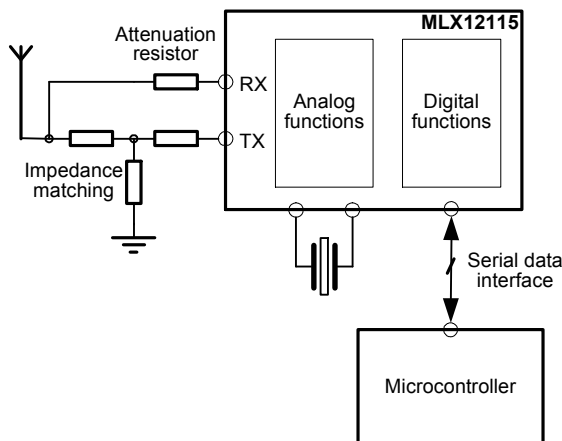 MLX12115
Attenuation
resistor
RX
TX
Analog
functions
Digital
functions
Impedance
matching
Serial data
interface
Microcontroller